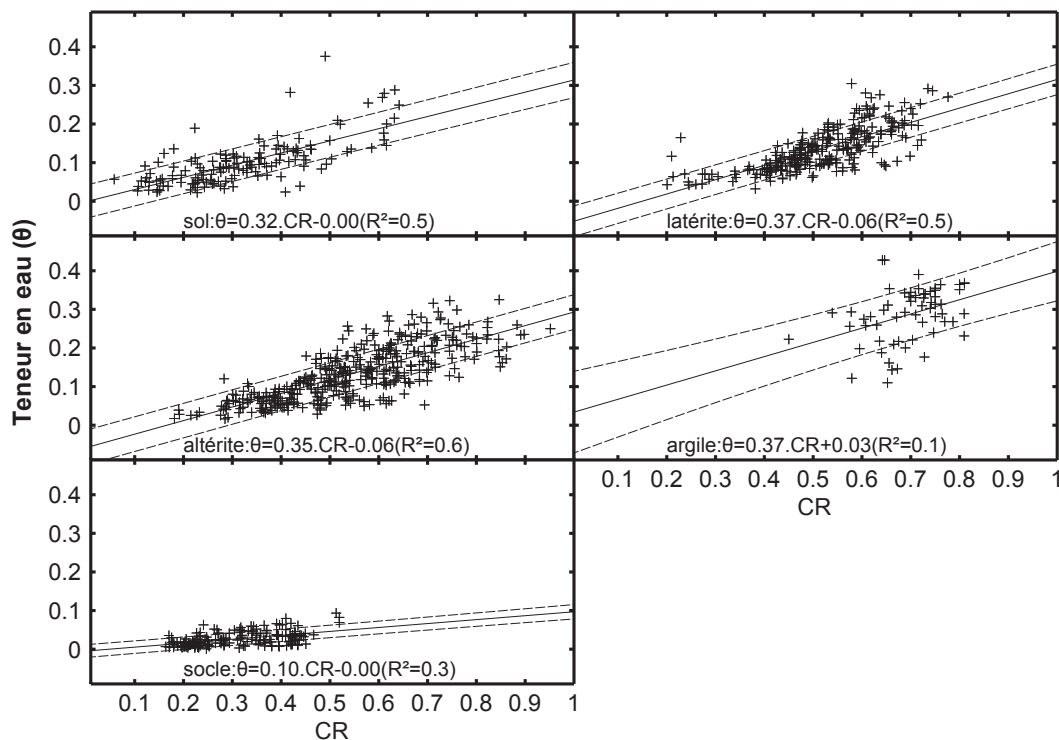 Teneur en eau (θ)
0.4
0.3
0.2
0.1
0
sol:θ=0.32.CR-0.00(R²=0.5)
latérite:θ=0.37.CR-0.06(R²=0.5)
0.4
0.3
0.2
0.1
0
altérite:θ=0.35.CR-0.06(R²=0.6)
argile:θ=0.37.CR+0.03(R²=0.1)
0.1 0.2 0.3 0.4 0.5 0.6 0.7 0.8 0.9 1
CR
0.4
0.3
0.2
0.1
0
socle:θ=0.10.CR-0.00(R²=0.3)
0.1 0.2 0.3 0.4 0.5 0.6 0.7 0.8 0.9 1
CR